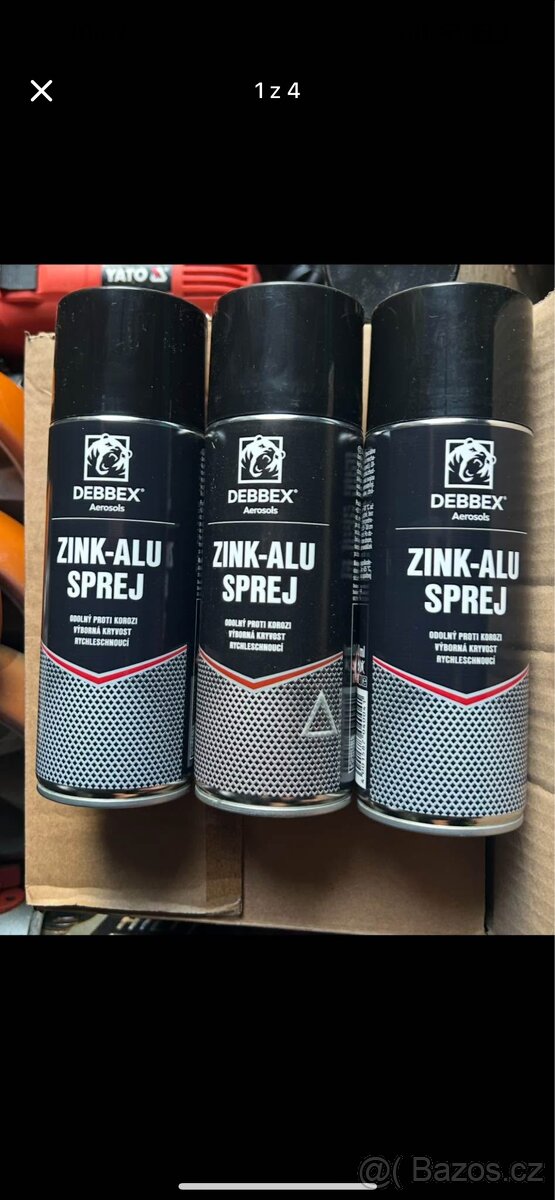 1 z 4
YATO
DEBBEX®
Aerosols
ZINK-ALU
SPREJ
ODOLNÝ PROTI KOROZI
VÝBORNÁ KRYVOST
RYCHLESCHNOUCÍ
DEBBEX®
Aerosols
ZINK-ALU
SPREJ
ODOLNÝ PROTI KOROZI
VÝBORNÁ KRYVOST
RYCHLESCHNOUCÍ
DEBBEX®
Aerosols
ZINK-ALU
SPREJ
ODOLNÝ PROTI KOROZI
VÝBORNÁ KRYVOST
RYCHLESCHNOUCÍ
@( Bazos.cz